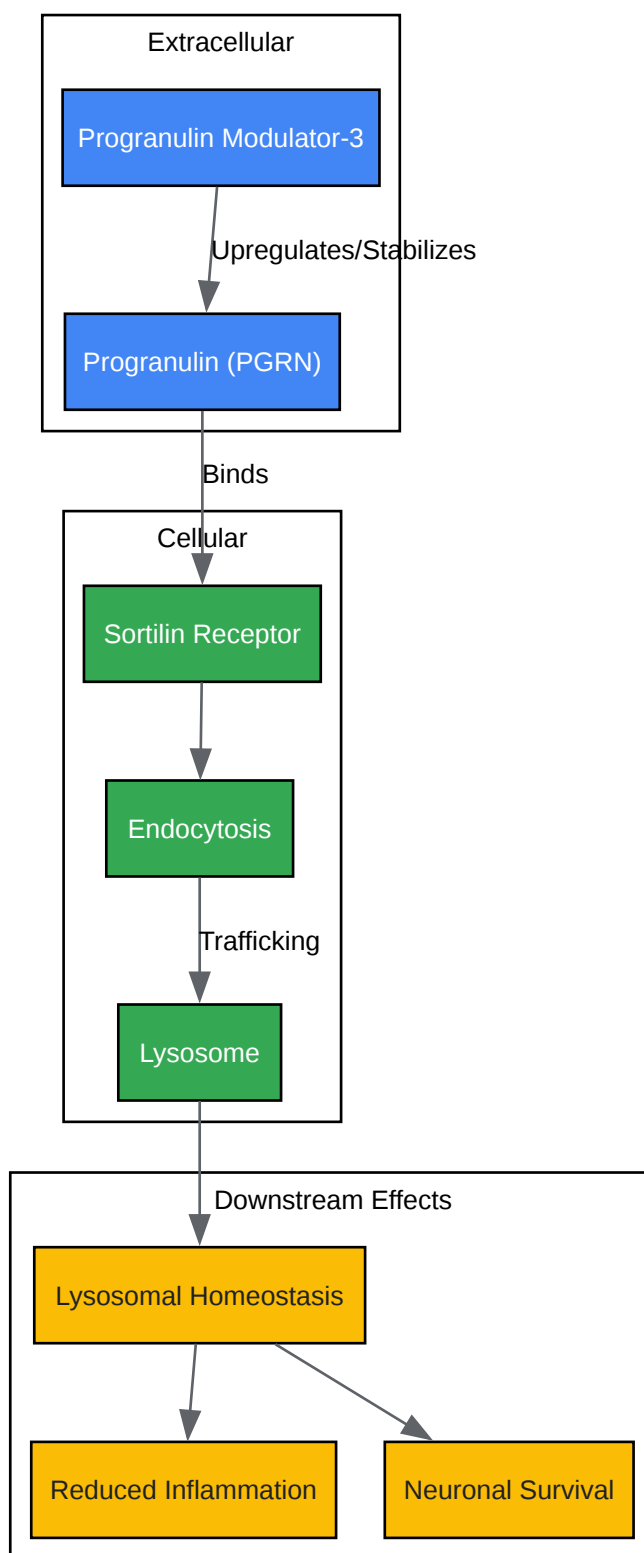 Extracellular
Progranulin Modulator-3
Upregulates/Stabilizes
Progranulin (PGRN)
Binds
Cellular
Sortilin Receptor
Endocytosis
Trafficking
Lysosome
Downstream Effects
Lysosomal Homeostasis
Reduced Inflammation
Neuronal Survival